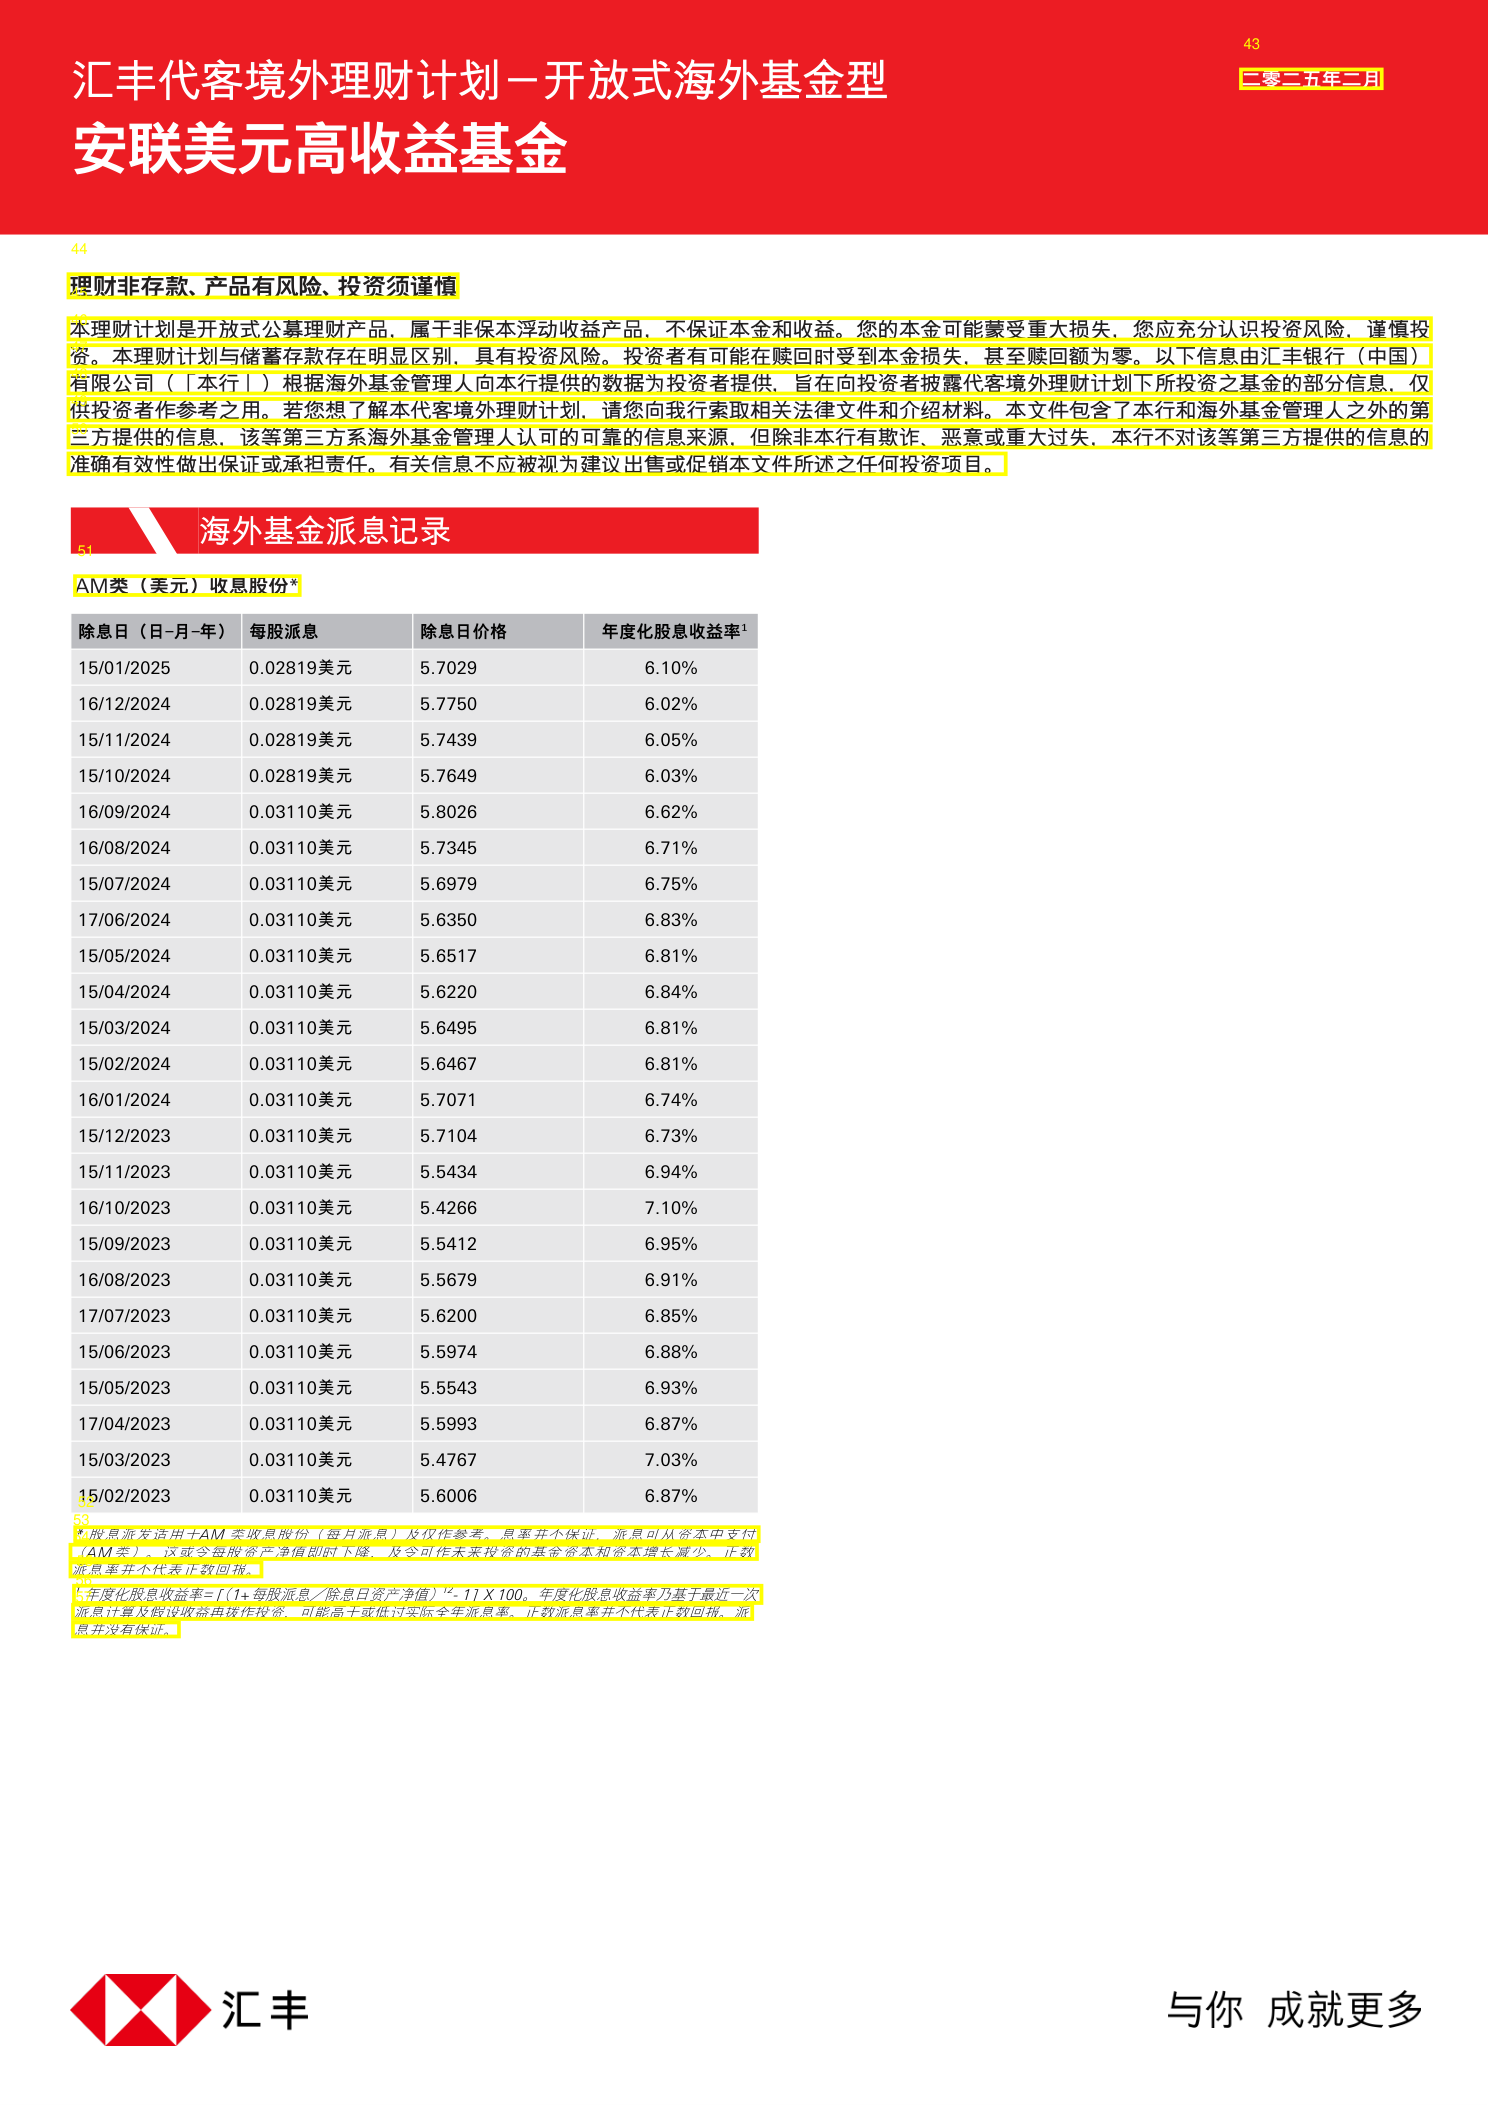 汇丰代客境外理财计划－开放式海外基金型
43
二零二五年二月
安联美元高收益基金
44
理财非存款、产品有风险、投资须谨慎
本理财计划是开放式公募理财产品，属于非保本浮动收益产品，不保证本金和收益。您的本金可能蒙受重大损失，您应充分认识投资风险，谨慎投
资。本理财计划与储蓄存款存在明显区别，具有投资风险。投资者有可能在赎回时受到本金损失，甚至赎回额为零。以下信息由汇丰银行（中国）
有限公司（「本行」）根据海外基金管理人向本行提供的数据为投资者提供，旨在向投资者披露代客境外理财计划下所投资之基金的部分信息，仅
供投资者作参考之用。若您想了解本代客境外理财计划，请您向我行索取相关法律文件和介绍材料。本文件包含了本行和海外基金管理人之外的第
三方提供的信息，该等第三方系海外基金管理人认可的可靠的信息来源，但除非本行有欺诈、恶意或重大过失，本行不对该等第三方提供的信息的
准确有效性做出保证或承担责任。有关信息不应被视为建议出售或促销本文件所述之任何投资项目。
海外基金派息记录
51
AM类（美元）收息股份*
除息日（日-月-年） 每股派息 除息日价格 年度化股息收益率¹
15/01/2025 0.02819美元 5.7029 6.10%
16/12/2024 0.02819美元 5.7750 6.02%
15/11/2024 0.02819美元 5.7439 6.05%
15/10/2024 0.02819美元 5.7649 6.03%
16/09/2024 0.03110美元 5.8026 6.62%
16/08/2024 0.03110美元 5.7345 6.71%
15/07/2024 0.03110美元 5.6979 6.75%
17/06/2024 0.03110美元 5.6350 6.83%
15/05/2024 0.03110美元 5.6517 6.81%
15/04/2024 0.03110美元 5.6220 6.84%
15/03/2024 0.03110美元 5.6495 6.81%
15/02/2024 0.03110美元 5.6467 6.81%
16/01/2024 0.03110美元 5.7071 6.74%
15/12/2023 0.03110美元 5.7104 6.73%
15/11/2023 0.03110美元 5.5434 6.94%
16/10/2023 0.03110美元 5.4266 7.10%
15/09/2023 0.03110美元 5.5412 6.95%
16/08/2023 0.03110美元 5.5679 6.91%
17/07/2023 0.03110美元 5.6200 6.85%
15/06/2023 0.03110美元 5.5974 6.88%
15/05/2023 0.03110美元 5.5543 6.93%
17/04/2023 0.03110美元 5.5993 6.87%
15/03/2023 0.03110美元 5.4767 7.03%
15/02/2023 0.03110美元 5.6006 6.87%
52
53
* 股息派发适用于AM 类收息股份（每月派息）及仅作参考。息率并不保证，派息可从资本中支付
（AM类）。这或令每股资产净值即时下降，及令可作未来投资的基金资本和资本增长减少。正数
派息率并不代表正数回报。
年度化股息收益率= [（1+每股派息／除息日资产净值）¹²- 1] X 100。年度化股息收益率乃基于最近一次
派息计算及假设收益再拨作投资，可能高于或低过实际全年派息率。正数派息率并不代表正数回报。派
息并没有保证。
汇丰
与你 成就更多